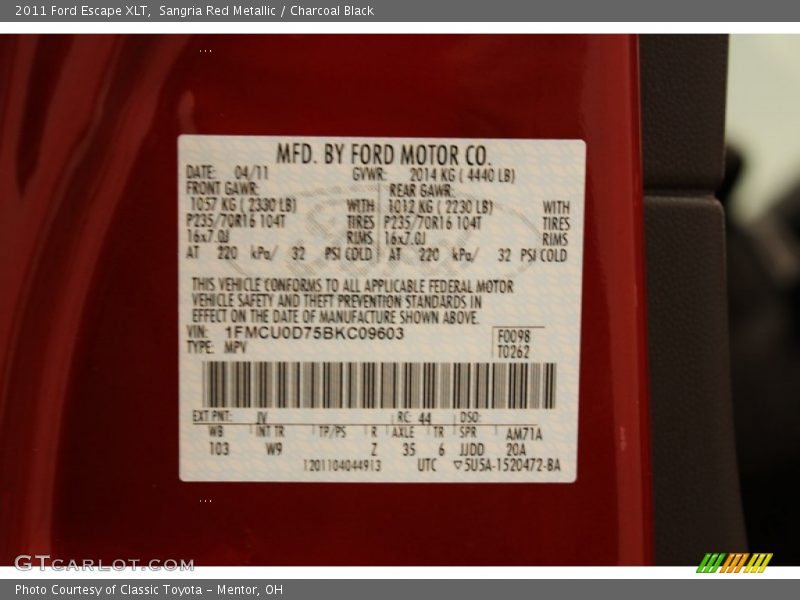 2011 Ford Escape XLT, Sangria Red Metallic / Charcoal Black
MFD. BY FORD MOTOR CO.
DATE: 04/11 GVWR: 2014 KG ( 4440 LB)
FRONT GAWR: REAR GAWR:
1057 KG ( 2330 LB) WITH 1012 KG ( 2230 LB) WITH
P235/70R16 104T TIRES P235/70R16 104T TIRES
16x7.0J RIMS 16x7.0J RIMS
AT 220 kPa/ 32 PSI COLD AT 220 kPa/ 32 PSI COLD
THIS VEHICLE CONFORMS TO ALL APPLICABLE FEDERAL MOTOR
VEHICLE SAFETY AND THEFT PREVENTION STANDARDS IN
EFFECT ON THE DATE OF MANUFACTURE SHOWN ABOVE.
VIN: 1FMCU0D75BKC09603 F0098
TYPE: MPV T0262
EXT PNT: JV RC: 44 DSO:
WB INT TR TP/PS R AXLE TR SPR AM71A
103 W9 Z 35 6 JJDD 20A
1201104044913 UTC ▽5U5A-1520472-BA
GTCARLOT.COM
Photo Courtesy of Classic Toyota - Mentor, OH